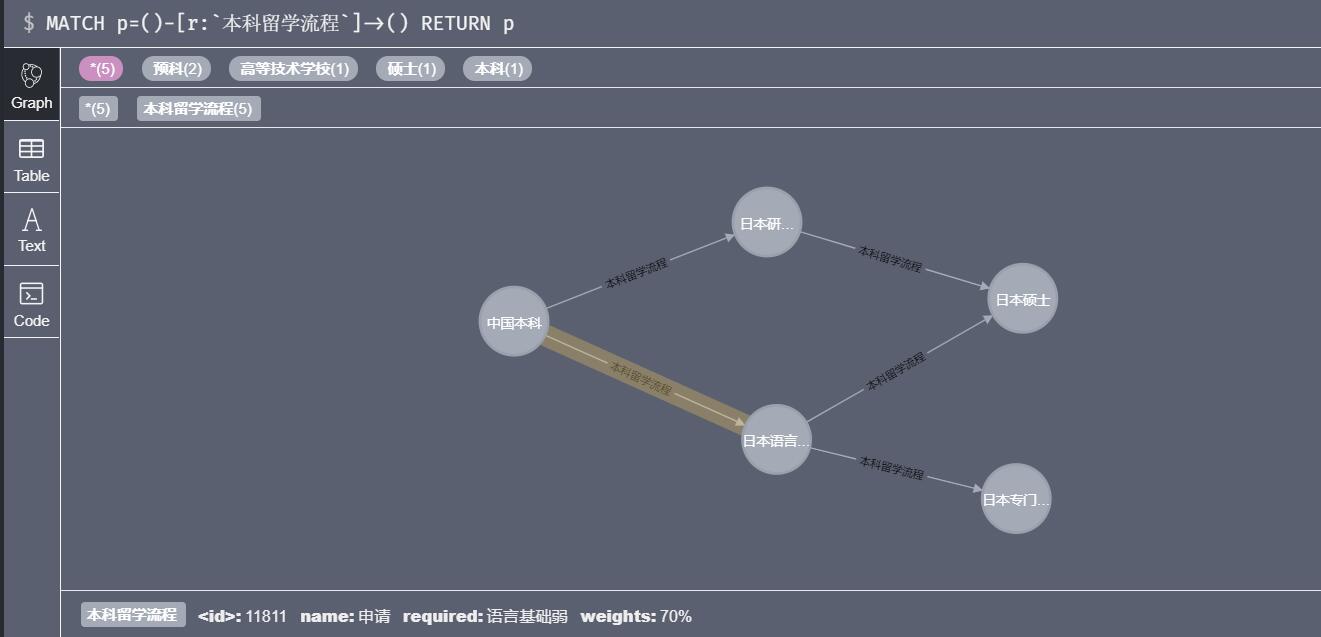 $ MATCH p=()-[r:`本科留学流程`]->() RETURN p
*(5) 预科(2) 高等技术学校(1) 硕士(1) 本科(1)
*(5) 本科留学流程(5)
Graph
Table
Text
Code
日本研...
本科留学流程
日本硕士
本科留学流程
中国本科
本科留学流程
本科留学流程
日本语言...
本科留学流程
日本专门...
本科留学流程 <id>: 11811 name: 申请 required: 语言基础弱 weights: 70%